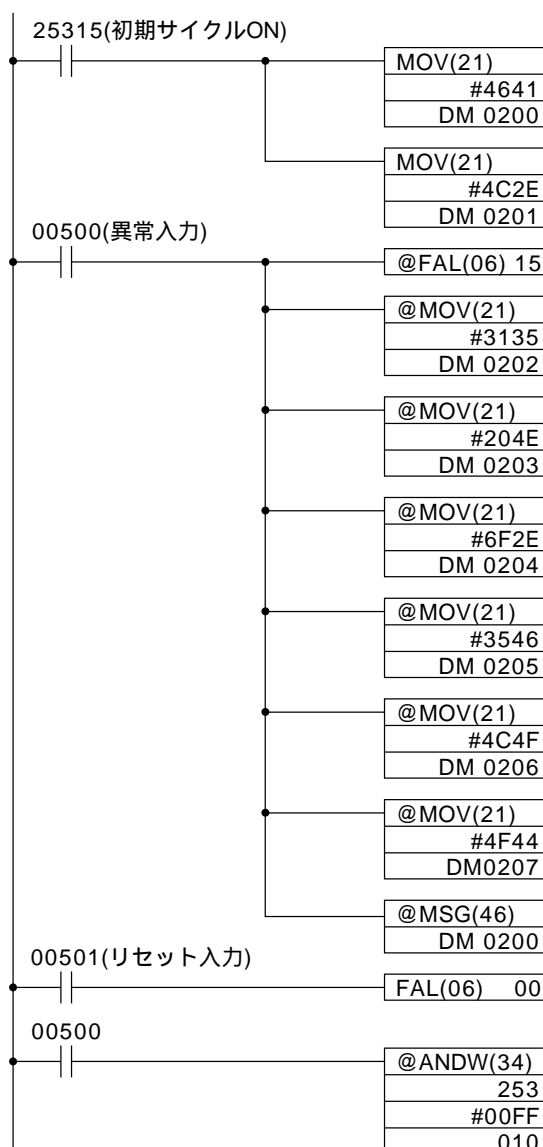 25315(初期サイクルON)
MOV(21)
#4641
DM 0200
MOV(21)
#4C2E
DM 0201
00500(異常入力)
@FAL(06) 15
@MOV(21)
#3135
DM 0202
@MOV(21)
#204E
DM 0203
@MOV(21)
#6F2E
DM 0204
@MOV(21)
#3546
DM 0205
@MOV(21)
#4C4F
DM 0206
@MOV(21)
#4F44
DM0207
@MSG(46)
DM 0200
00501(リセット入力)
FAL(06) 00
00500
@ANDW(34)
253
#00FF
010